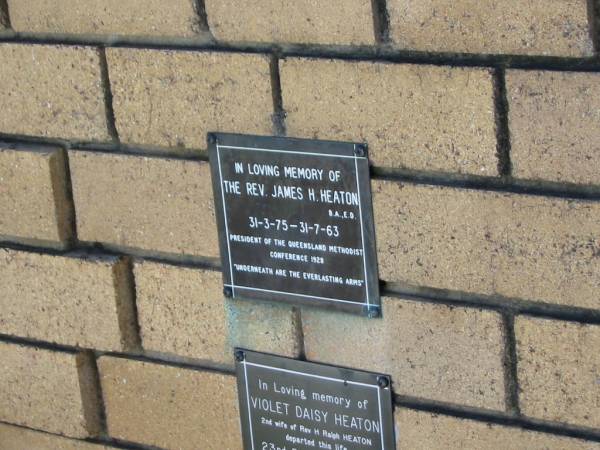 IN LOVING MEMORY OF
THE REV. JAMES H. HEATON
B.A., E.D.
31-3-75 — 31-7-63
PRESIDENT OF THE QUEENSLAND METHODIST
CONFERENCE 1928
"UNDERNEATH ARE THE EVERLASTING ARMS"
In Loving memory of
VIOLET DAISY HEATON
2nd wife of Rev H Ralph HEATON
departed this life
23rd